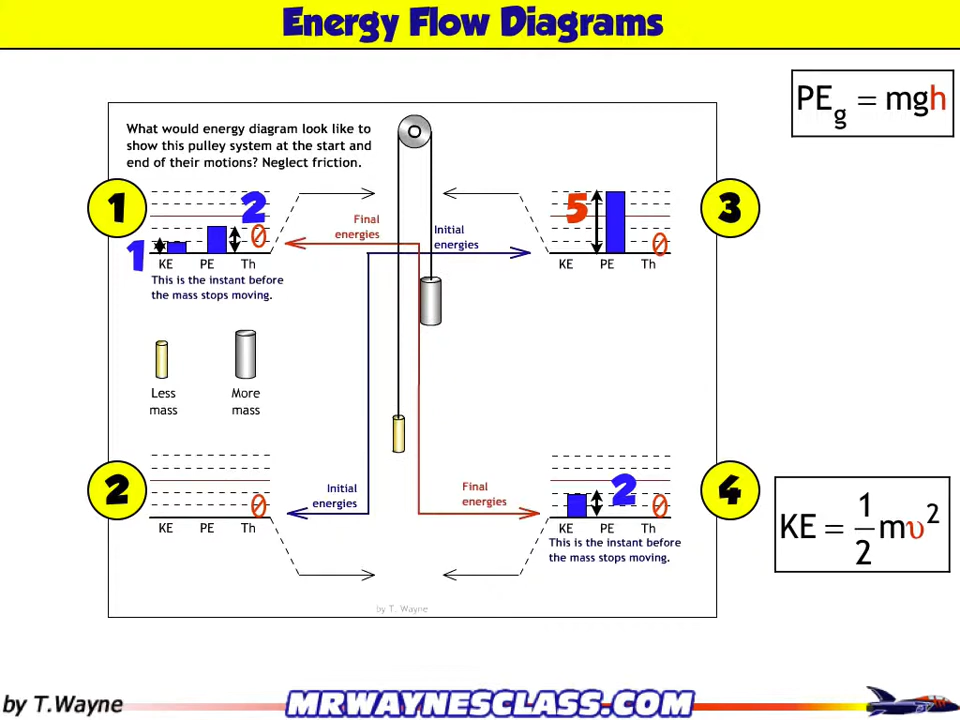 Energy Flow Diagrams
PEg = mgh
What would energy diagram look like to
show this pulley system at the start and
end of their motions? Neglect friction.
1
2
1
0
KE PE Th
This is the instant before
the mass stops moving.
Final
energies
Initial
energies
5
0
3
KE PE Th
Less
mass
More
mass
2
0
KE PE Th
Initial
energies
Final
energies
2
0
4
KE PE Th
This is the instant before
the mass stops moving.
KE = 1/2 mυ²
by T. Wayne
by T.Wayne
MRWAYNESCLASS.COM